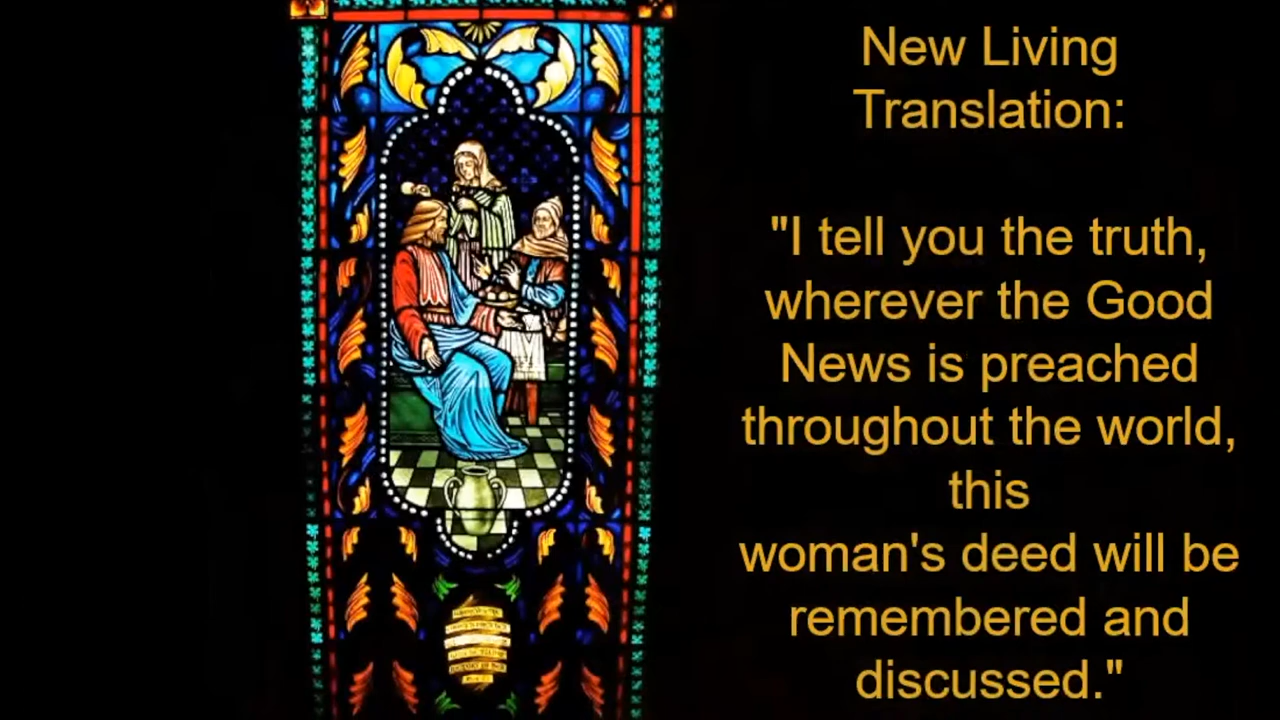 New Living
Translation:
"I tell you the truth,
wherever the Good
News is preached
throughout the world,
this
woman's deed will be
remembered and
discussed."